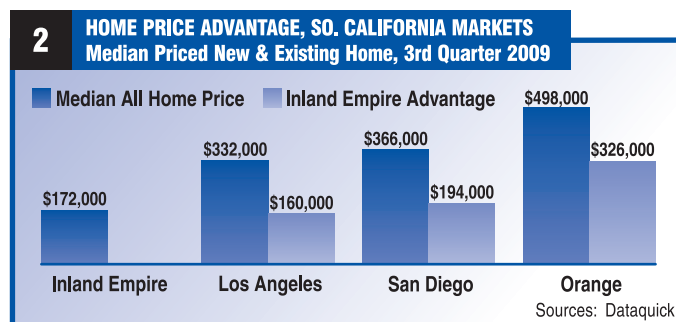 2
HOME PRICE ADVANTAGE, SO. CALIFORNIA MARKETS
Median Priced New & Existing Home, 3rd Quarter 2009
Median All Home Price
Inland Empire Advantage
$172,000
$332,000
$160,000
$366,000
$194,000
$498,000
$326,000
Inland Empire
Los Angeles
San Diego
Orange
Sources: Dataquick